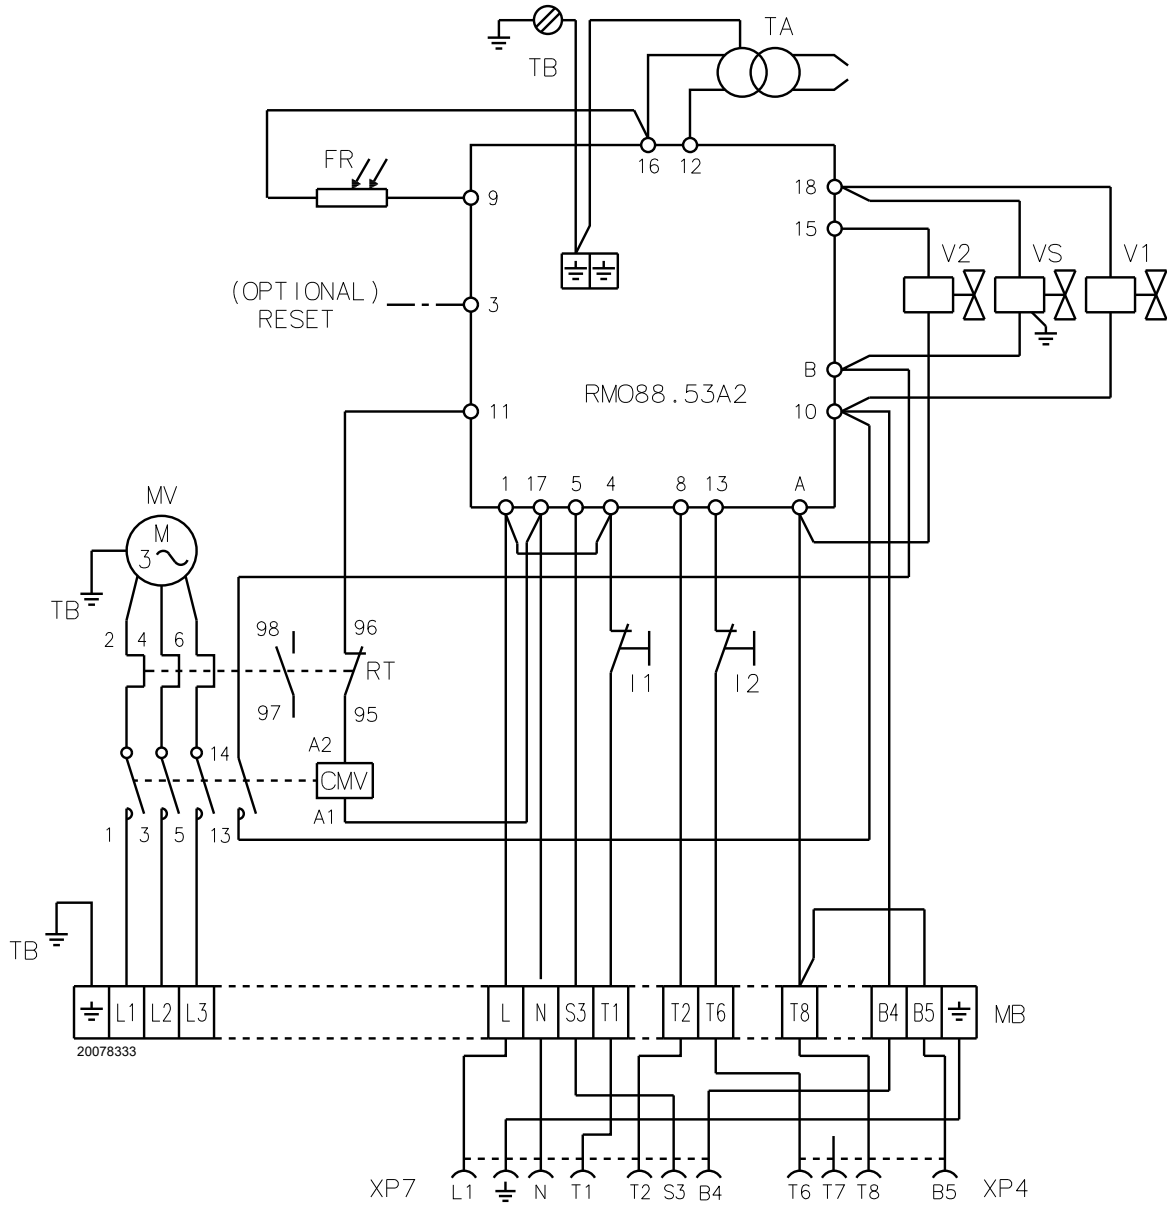 TA
TB
16 12
FR
9
18
15
V2 VS V1
(OPTIONAL)
RESET
3
B
RMO88.53A2
11
10
1 17 5 4 8 13 A
MV
M
3
TB
2 4 6
98 96
RT
I1 I2
97 95
A2
14
CMV
A1
1 3 5 13
TB
L1 L2 L3 L N S3 T1 T2 T6 T8 B4 B5 MB
20078333
XP7 L1 N T1 T2 S3 B4 T6 T7 T8 B5 XP4